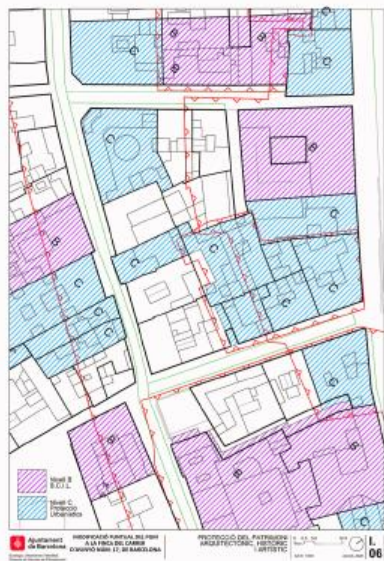 B
B
C
C
C
B
C
C
C
C
B
C
C
C
C
C
C
C
C
B
B
B
Nivell B
B.C.I.L.
Nivell C
Protecció
Urbanística
Ajuntament
de Barcelona
MODIFICACIÓ PUNTUAL DEL PGM
A LA FINCA DEL CARRER
D'AVINYÓ NÚM. 17, DE BARCELONA
PROTECCIÓ DEL PATRIMONI
ARQUITECTÒNIC, HISTÒRIC
I ARTÍSTIC
I.
06